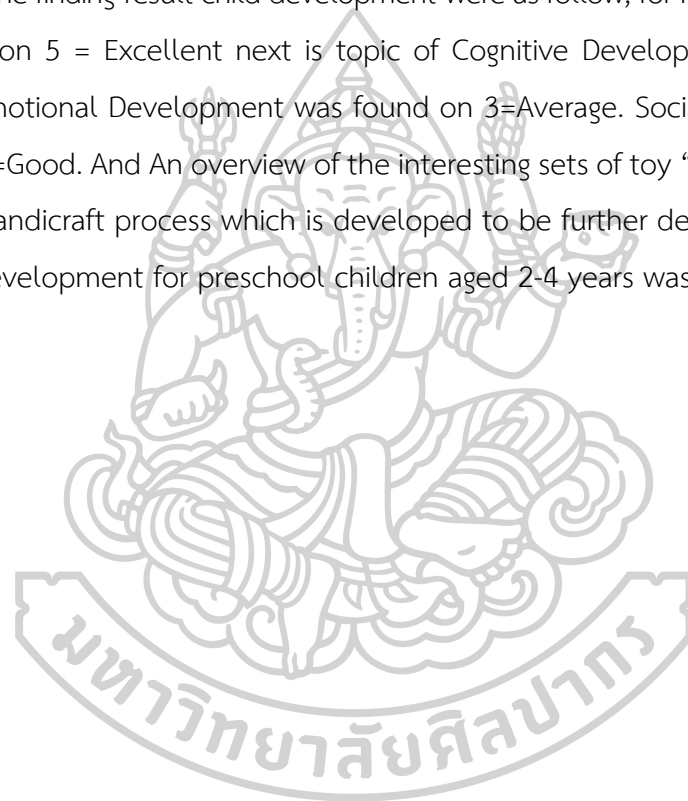 he finding result child development were as follow, for
on 5 = Excellent next is topic of Cognitive Develop
notional Development was found on 3=Average. Soci
=Good. And An overview of the interesting sets of toy “
andicraft process which is developed to be further de
evelopment for preschool children aged 2-4 years was
มหาวิทยาลัยศิลปากร